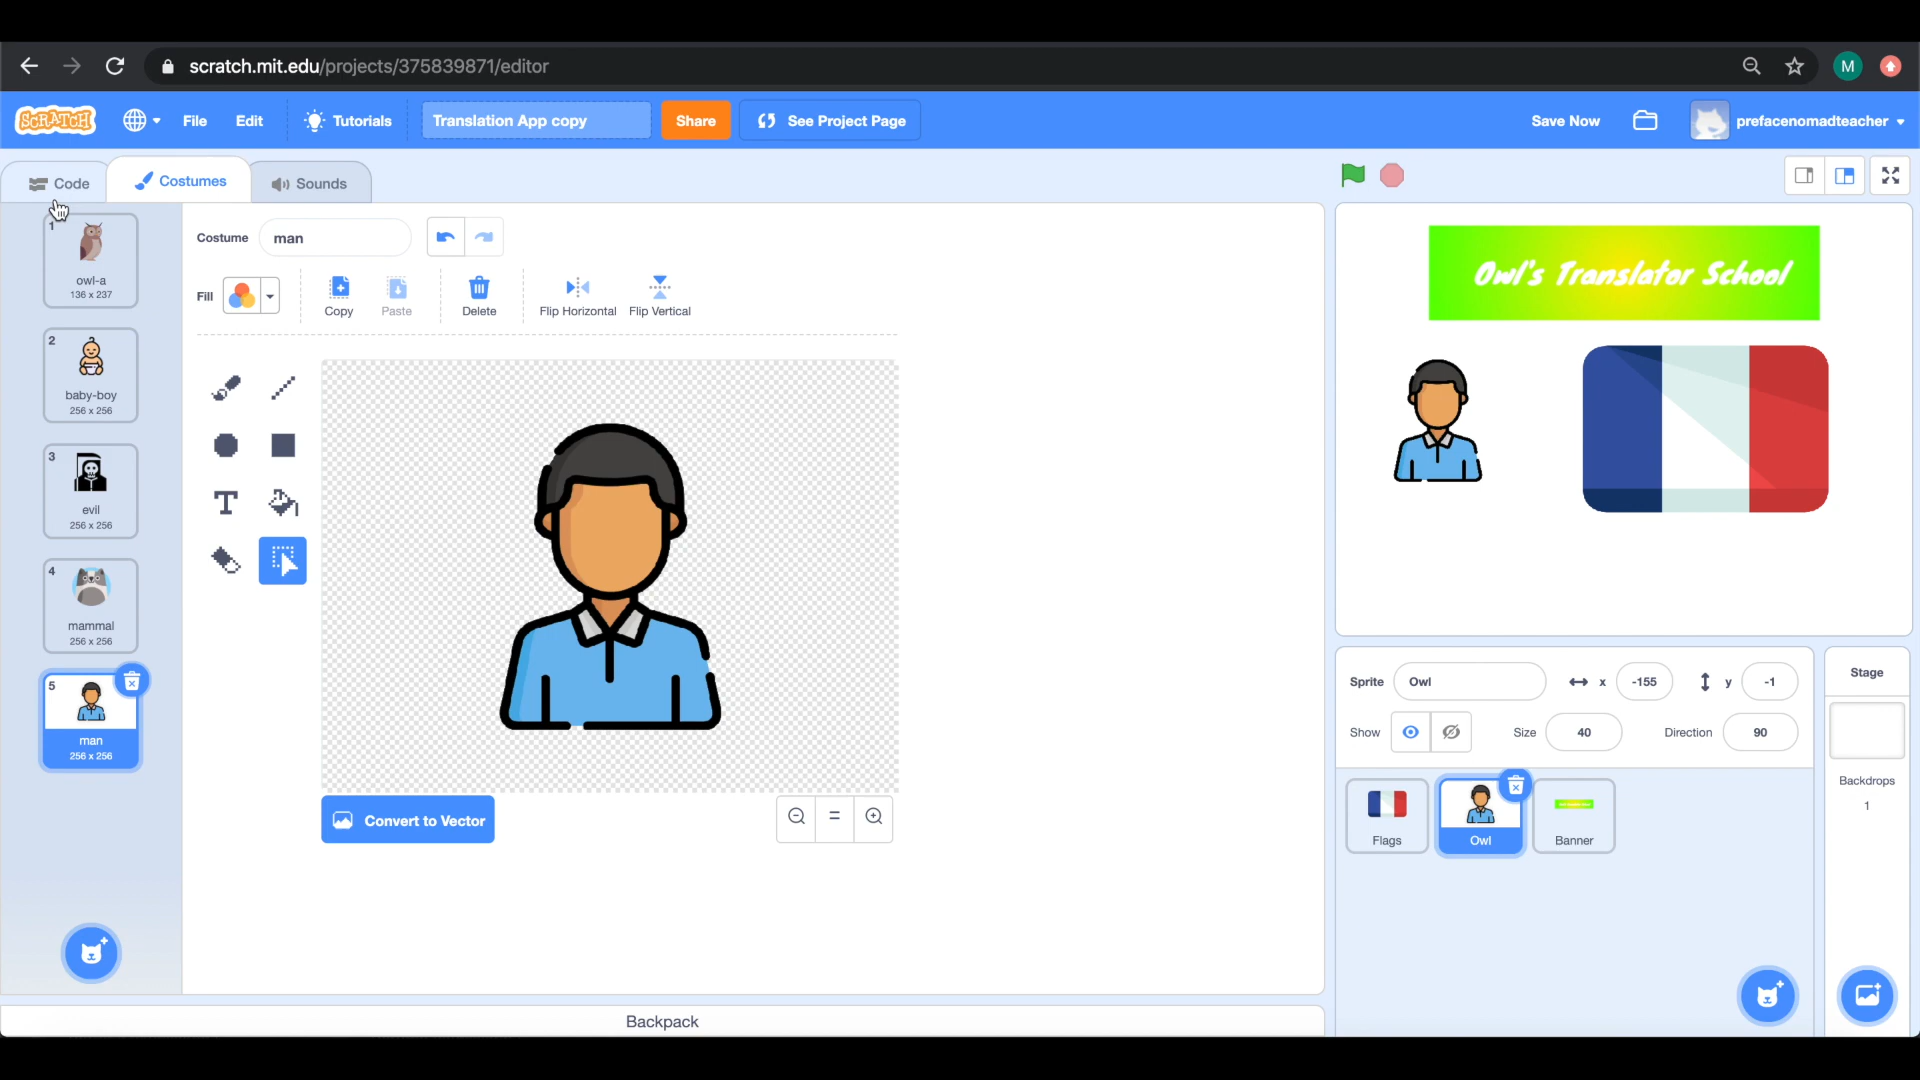 scratch.mit.edu/projects/375839871/editor
M
SCRATCH File Edit Tutorials Translation App copy Share See Project Page Save Now prefacenomadteacher
Code Costumes Sounds
1
owl-a
136 x 237
2
baby-boy
256 x 256
3
evil
256 x 256
4
mammal
256 x 256
5
man
256 x 256
Costume man
Fill Copy Paste Delete Flip Horizontal Flip Vertical
T
Convert to Vector
=
Backpack
Owl's Translator School
Sprite Owl x -155 y -1
Show Size 40 Direction 90
Flags Owl Banner
Stage
Backdrops
1